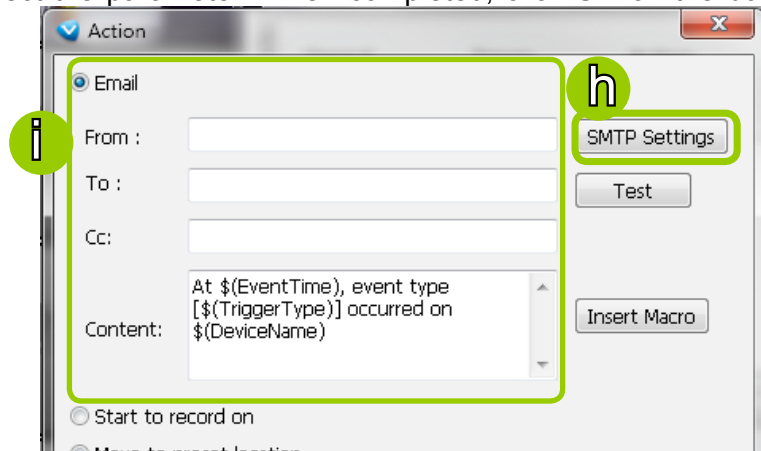 Action
x
Email
h
i
From :
SMTP Settings
To :
Test
Cc:
At $(EventTime), event type
[$(TriggerType)] occurred on
$(DeviceName)
Content:
Insert Macro
Start to record on